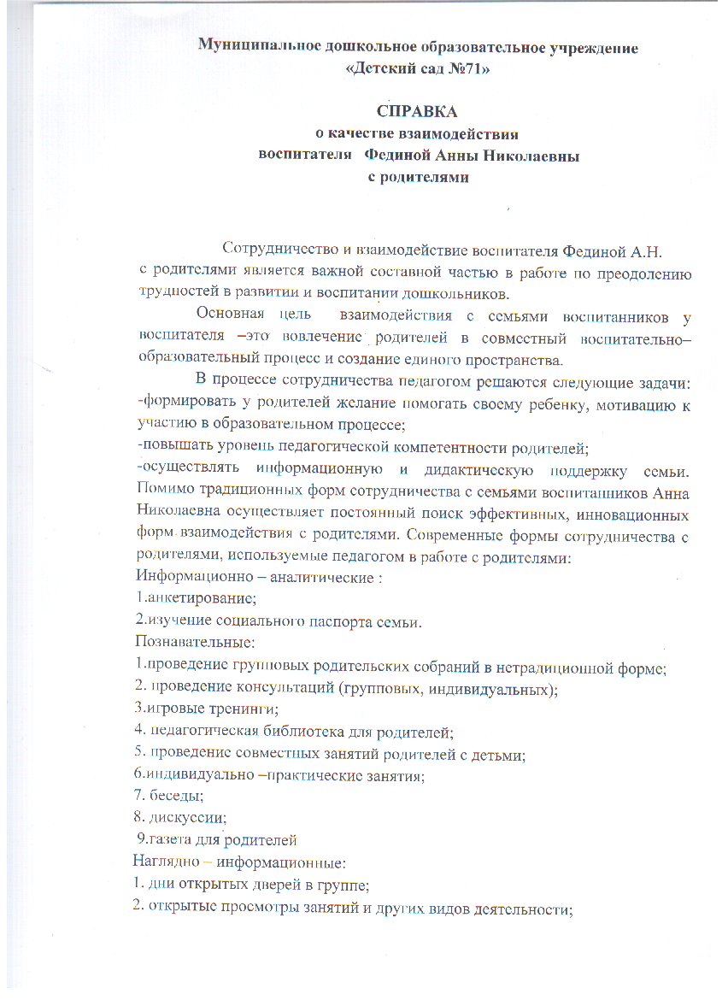 Муниципальное дошкольное образовательное учреждение
«Детский сад №71»
СПРАВКА
о качестве взаимодействия
воспитателя Фединой Анны Николаевны
с родителями
Сотрудничество и взаимодействие воспитателя Фединой А.Н.
с родителями является важной составной частью в работе по преодолению
трудностей в развитии и воспитании дошкольников.
Основная цель взаимодействия с семьями воспитанников у
воспитателя –это вовлечение родителей в совместный воспитательно–
образовательный процесс и создание единого пространства.
В процессе сотрудничества педагогом решаются следующие задачи:
-формировать у родителей желание помогать своему ребенку, мотивацию к
участию в образовательном процессе;
-повышать уровень педагогической компетентности родителей;
-осуществлять информационную и дидактическую поддержку семьи.
Помимо традиционных форм сотрудничества с семьями воспитанников Анна
Николаевна осуществляет постоянный поиск эффективных, инновационных
форм взаимодействия с родителями. Современные формы сотрудничества с
родителями, используемые педагогом в работе с родителями:
Информационно – аналитические :
1.анкетирование;
2.изучение социального паспорта семьи.
Познавательные:
1.проведение групповых родительских собраний в нетрадиционной форме;
2. проведение консультаций (групповых, индивидуальных);
3.игровые тренинги;
4. педагогическая библиотека для родителей;
5. проведение совместных занятий родителей с детьми;
6.индивидуально –практические занятия;
7. беседы;
8. дискуссии;
9.газета для родителей
Наглядно – информационные:
1. дни открытых дверей в группе;
2. открытые просмотры занятий и других видов деятельности;